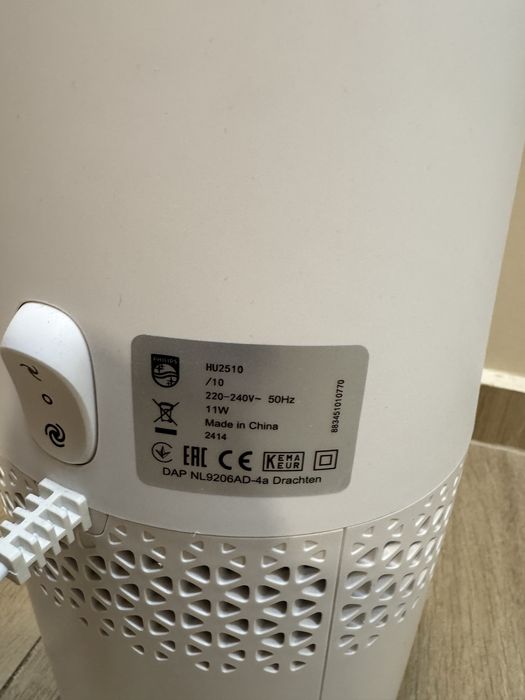 PHILIPS
HU2510
/10
220-240V~ 50Hz
11W
Made in China
2414
883451010770
EAC CE KEMA KEUR
DAP NL9206AD-4a Drachten